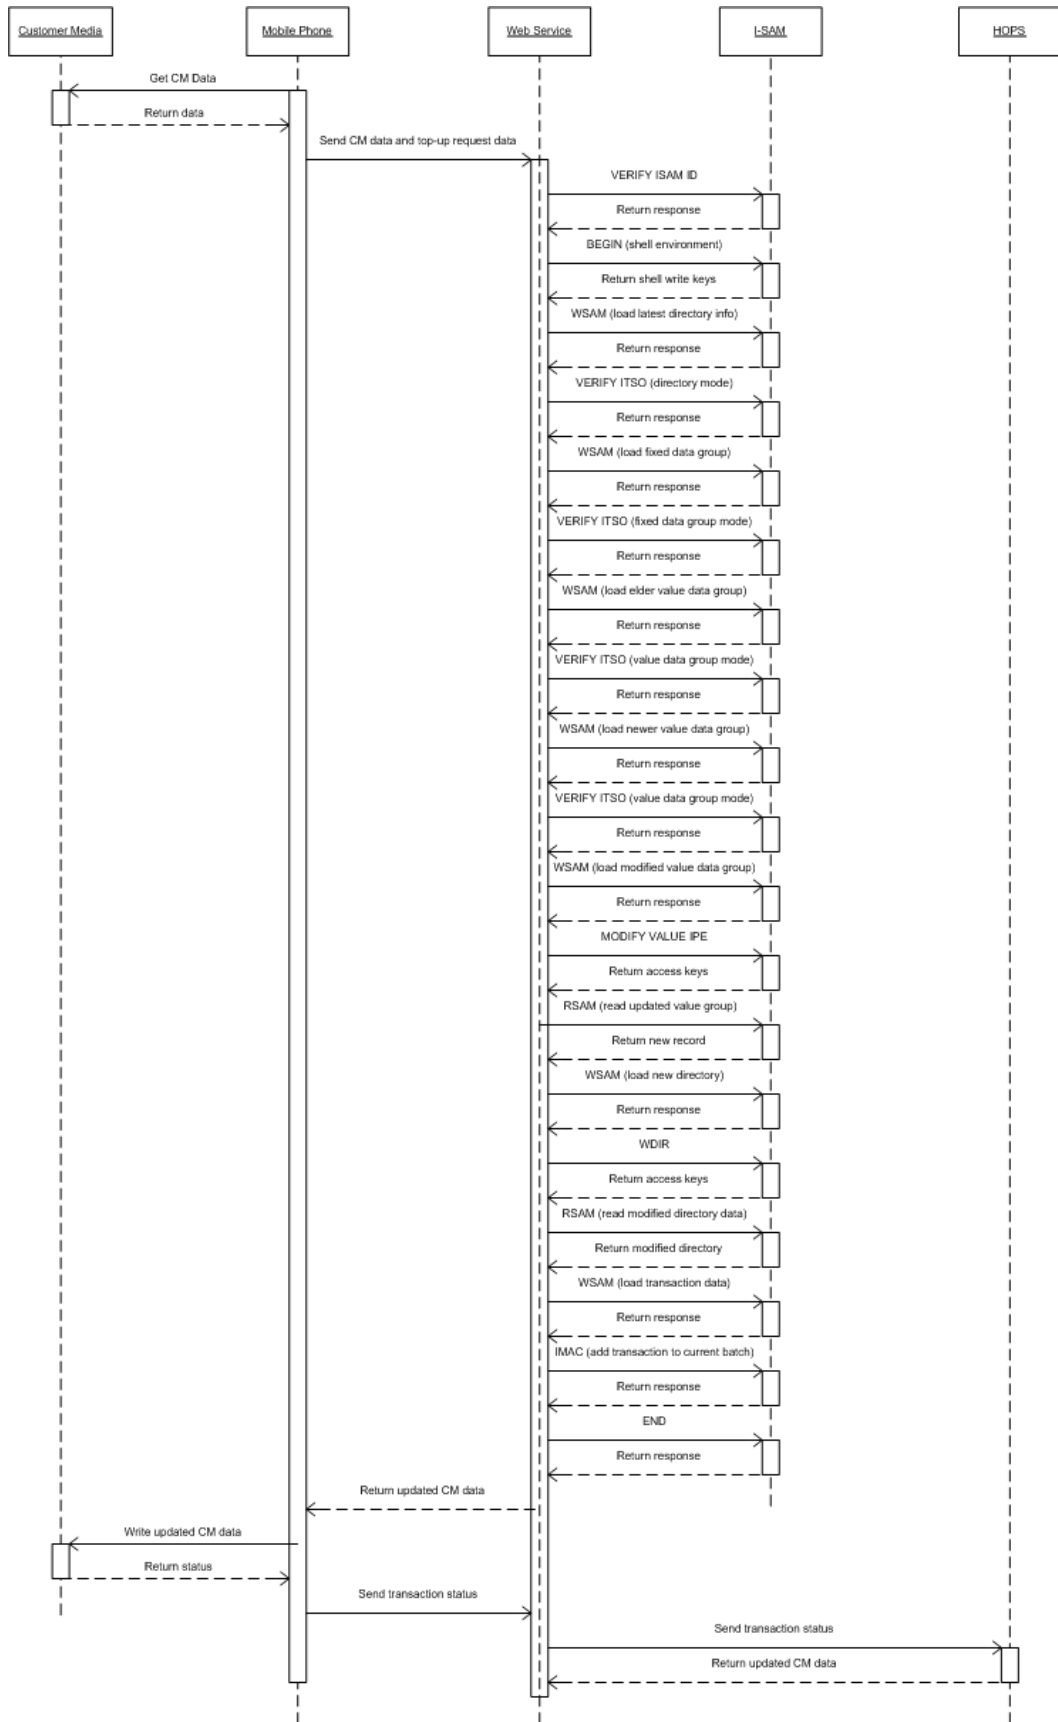 Customer Media
Mobile Phone
Web Service
I-SAM
HOPS
Get CM Data
Return data
Send CM data and top-up request data
VERIFY ISAM ID
Return response
BEGIN (shell environment)
Return shell write keys
WSAM (load latest directory info)
Return response
VERIFY ITSO (directory mode)
Return response
WSAM (load fixed data group)
Return response
VERIFY ITSO (fixed data group mode)
Return response
WSAM (load elder value data group)
Return response
VERIFY ITSO (value data group mode)
Return response
WSAM (load newer value data group)
Return response
VERIFY ITSO (value data group mode)
Return response
WSAM (load modified value data group)
Return response
MODIFY VALUE IPE
Return access keys
RSAM (read updated value group)
Return new record
WSAM (load new directory)
Return response
WDIR
Return access keys
RSAM (read modified directory data)
Return modified directory
WSAM (load transaction data)
Return response
IMAC (add transaction to current batch)
Return response
END
Return response
Return updated CM data
Write updated CM data
Return status
Send transaction status
Send transaction status
Return updated CM data